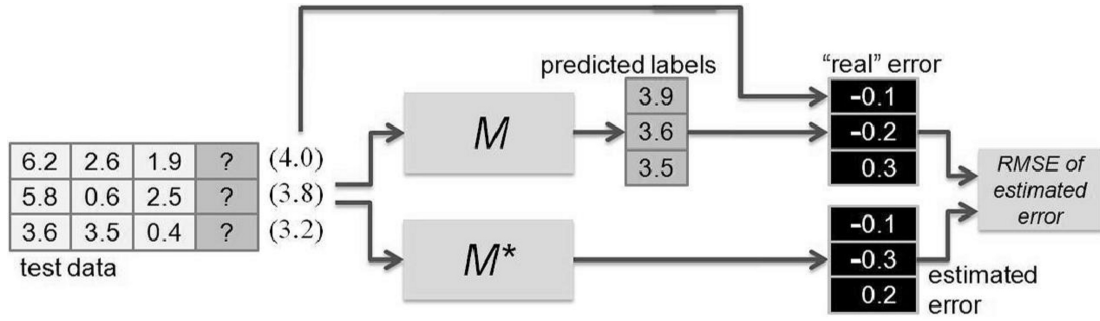 predicted labels
"real" error
3.9
-0.1
M
3.6
-0.2
3.5
0.3
6.2 2.6 1.9 ? (4.0)
5.8 0.6 2.5 ? (3.8)
3.6 3.5 0.4 ? (3.2)
test data
RMSE of
estimated
error
M*
-0.1
-0.3
0.2
estimated
error